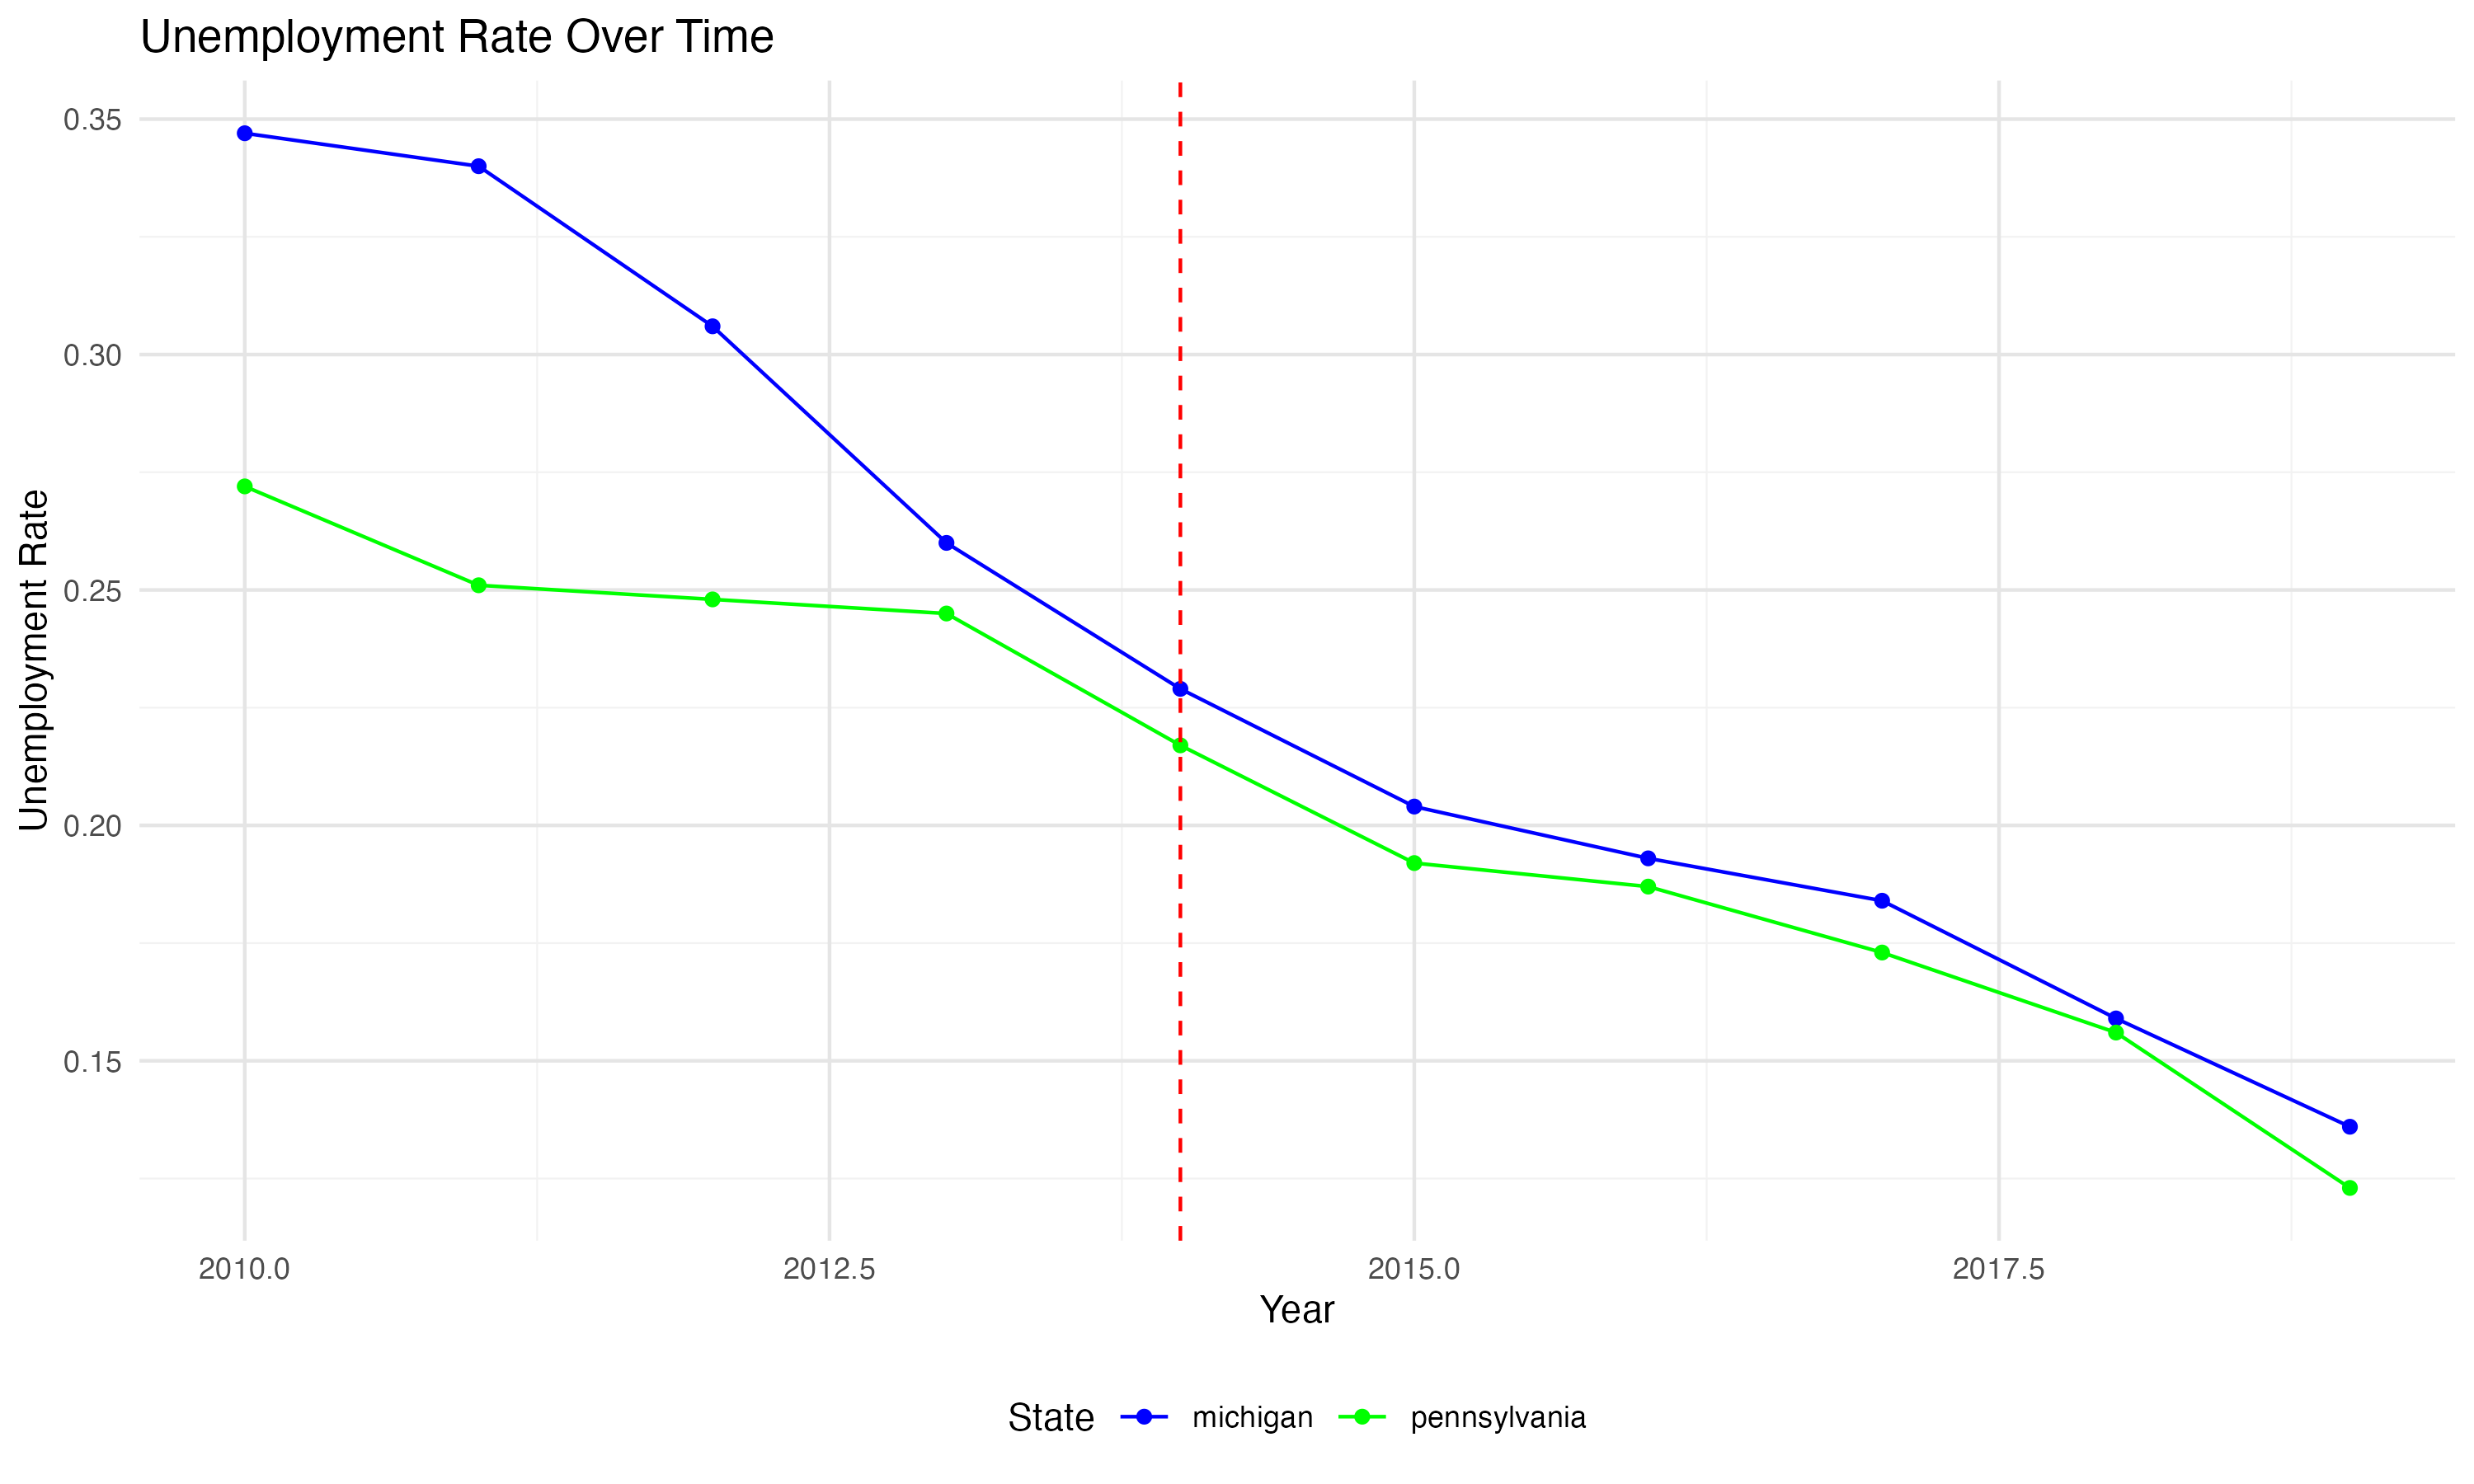 Unemployment Rate Over Time
Unemployment Rate
0.35
0.30
0.25
0.20
0.15
2010.0 2012.5 2015.0 2017.5
Year
State michigan pennsylvania